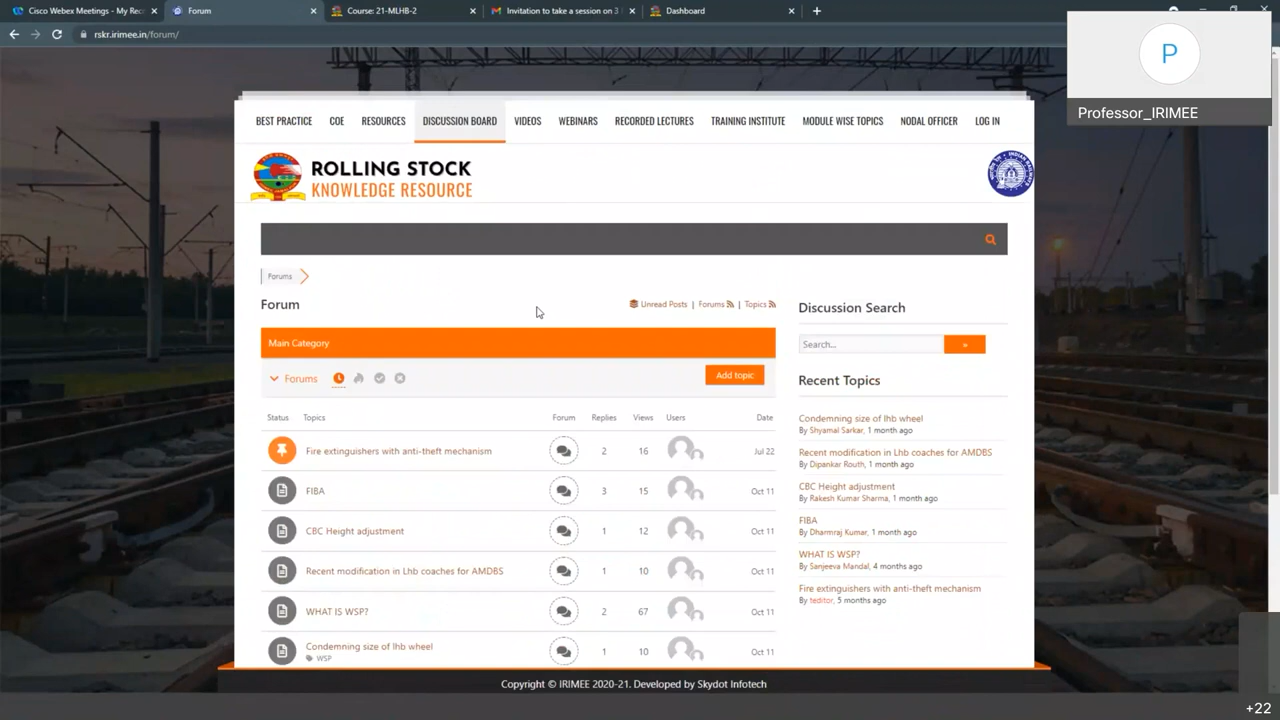 Cisco Webex Meetings - My Rec
Forum
Course: 21-MLHB-2
Invitation to take a session on 3
Dashboard
rskr.irimee.in/forum/
P
Professor_IRIMEE
BEST PRACTICE COE RESOURCES DISCUSSION BOARD VIDEOS WEBINARS RECORDED LECTURES TRAINING INSTITUTE MODULE WISE TOPICS NODAL OFFICER LOG IN
ROLLING STOCK
KNOWLEDGE RESOURCE
Forums
Forum
Unread Posts | Forums | Topics
Main Category
Forums
Add topic
Status Topics Forum Replies Views Users Date
Fire extinguishers with anti-theft mechanism 2 16 Jul 22
FIBA 3 15 Oct 11
CBC Height adjustment 1 12 Oct 11
Recent modification in Lhb coaches for AMDBS 1 10 Oct 11
WHAT IS WSP? 2 67 Oct 11
Condemning size of lhb wheel 1 10 Oct 11
WSP
Discussion Search
Search... »
Recent Topics
Condemning size of lhb wheel
By Shyamal Sarkar, 1 month ago
Recent modification in Lhb coaches for AMDBS
By Dipankar Routh, 1 month ago
CBC Height adjustment
By Rakesh Kumar Sharma, 1 month ago
FIBA
By Dharmraj Kumar, 1 month ago
WHAT IS WSP?
By Sanjeeva Mandal, 4 months ago
Fire extinguishers with anti-theft mechanism
By teditor, 5 months ago
Copyright © IRIMEE 2020-21. Developed by Skydot Infotech
+22